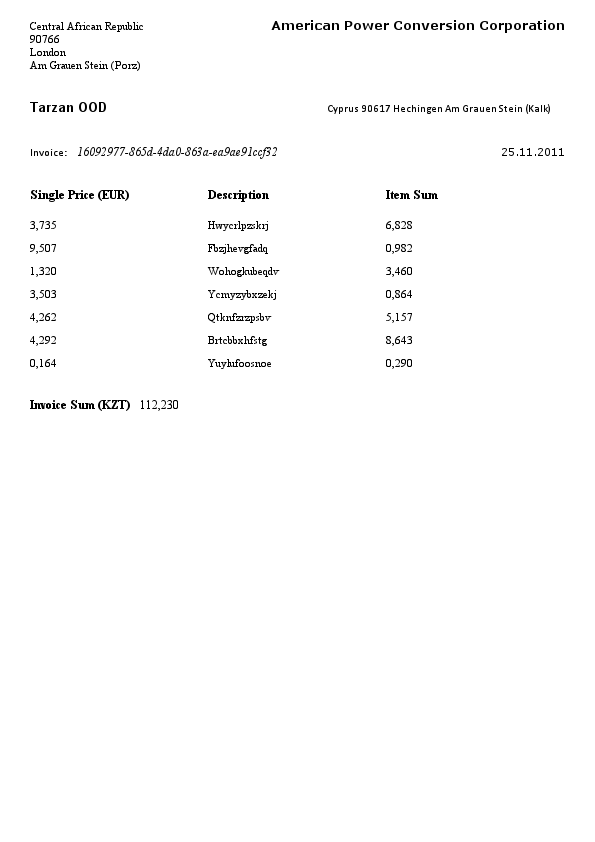 Central African Republic
90766
London
Am Grauen Stein (Porz)
American Power Conversion Corporation
Tarzan OOD
Cyprus 90617 Hechingen Am Grauen Stein (Kalk)
Invoice: 16092977-865d-4da0-863a-ea9ae91ccf32
25.11.2011
Single Price (EUR) Description Item Sum
3,735 Hwycrlpzskrj 6,828
9,507 Fbzjhevgfadq 0,982
1,320 Wohogkubeqdv 3,460
3,503 Ycmyzybxzekj 0,864
4,262 Qtknfzrzpsbv 5,157
4,292 Brtcbbxhfstg 8,643
0,164 Yuylufoosnoe 0,290
Invoice Sum (KZT) 112,230